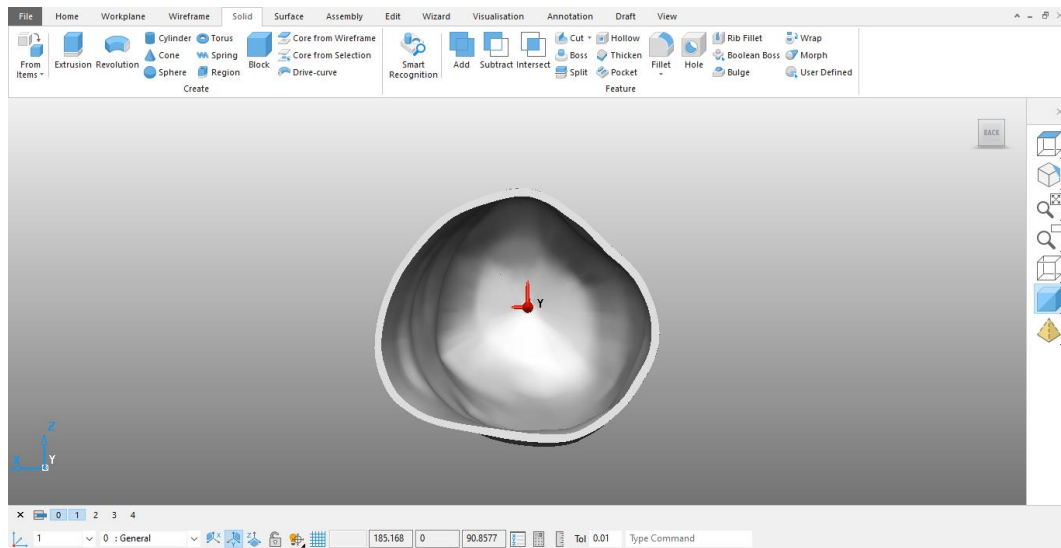 File Home Workplane Wireframe Solid Surface Assembly Edit Wizard Visualisation Annotation Draft View
From Items
Extrusion
Revolution
Cylinder
Cone
Sphere
Torus
Spring
Region
Block
Core from Wireframe
Core from Selection
Drive-curve
Create
Smart Recognition
Add
Subtract
Intersect
Cut
Boss
Split
Hollow
Thicken
Pocket
Fillet
Hole
Rib Fillet
Boolean Boss
Bulge
Wrap
Morph
User Defined
Feature
BACK
Y
Z
X Y
0 1 2 3 4
1 0 : General 185.168 0 90.8577 Tol 0.01 Type Command